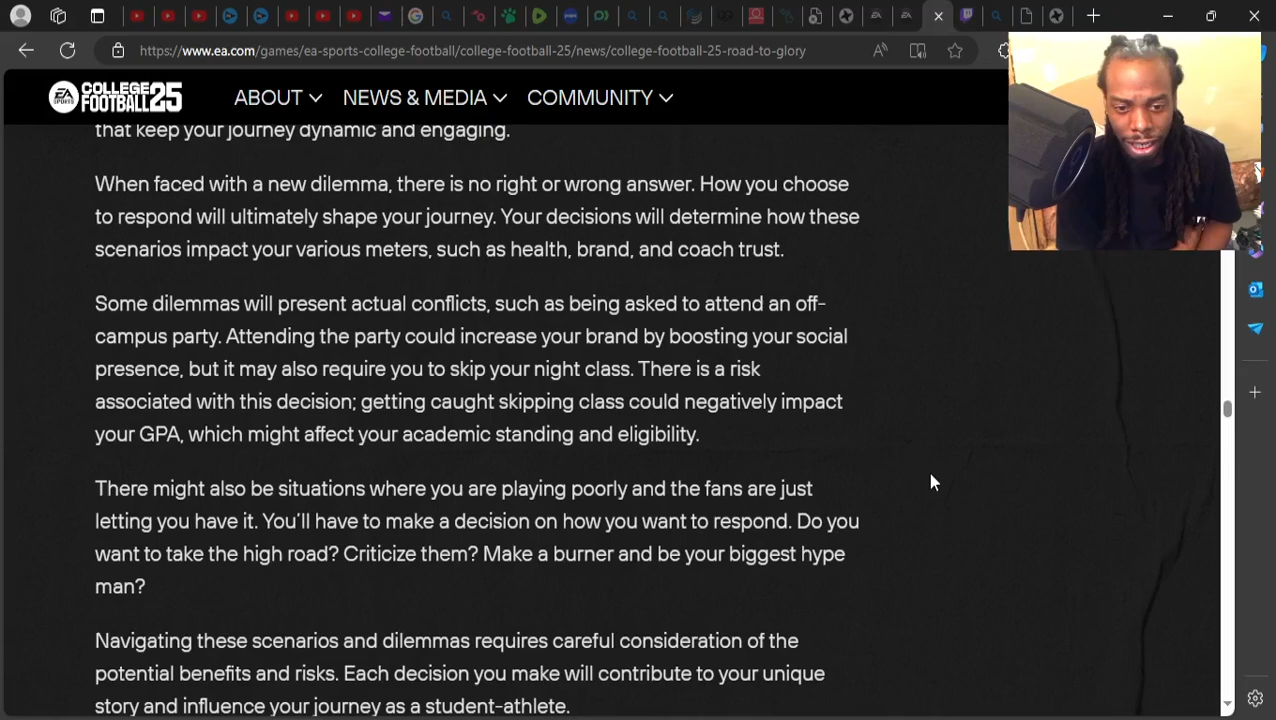 https://www.ea.com/games/ea-sports-college-football/college-football-25/news/college-football-25-road-to-glory
EA SPORTS COLLEGE FOOTBALL 25
ABOUT NEWS & MEDIA COMMUNITY
that keep your journey dynamic and engaging.
When faced with a new dilemma, there is no right or wrong answer. How you choose
to respond will ultimately shape your journey. Your decisions will determine how these
scenarios impact your various meters, such as health, brand, and coach trust.
Some dilemmas will present actual conflicts, such as being asked to attend an off-
campus party. Attending the party could increase your brand by boosting your social
presence, but it may also require you to skip your night class. There is a risk
associated with this decision; getting caught skipping class could negatively impact
your GPA, which might affect your academic standing and eligibility.
There might also be situations where you are playing poorly and the fans are just
letting you have it. You'll have to make a decision on how you want to respond. Do you
want to take the high road? Criticize them? Make a burner and be your biggest hype
man?
Navigating these scenarios and dilemmas requires careful consideration of the
potential benefits and risks. Each decision you make will contribute to your unique
story and influence your journey as a student-athlete.